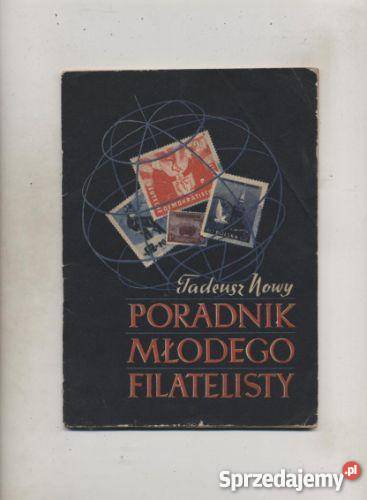 Tadeusz Nowy
PORADNIK
MŁODEGO
FILATELISTY
Sprzedajemy.pl